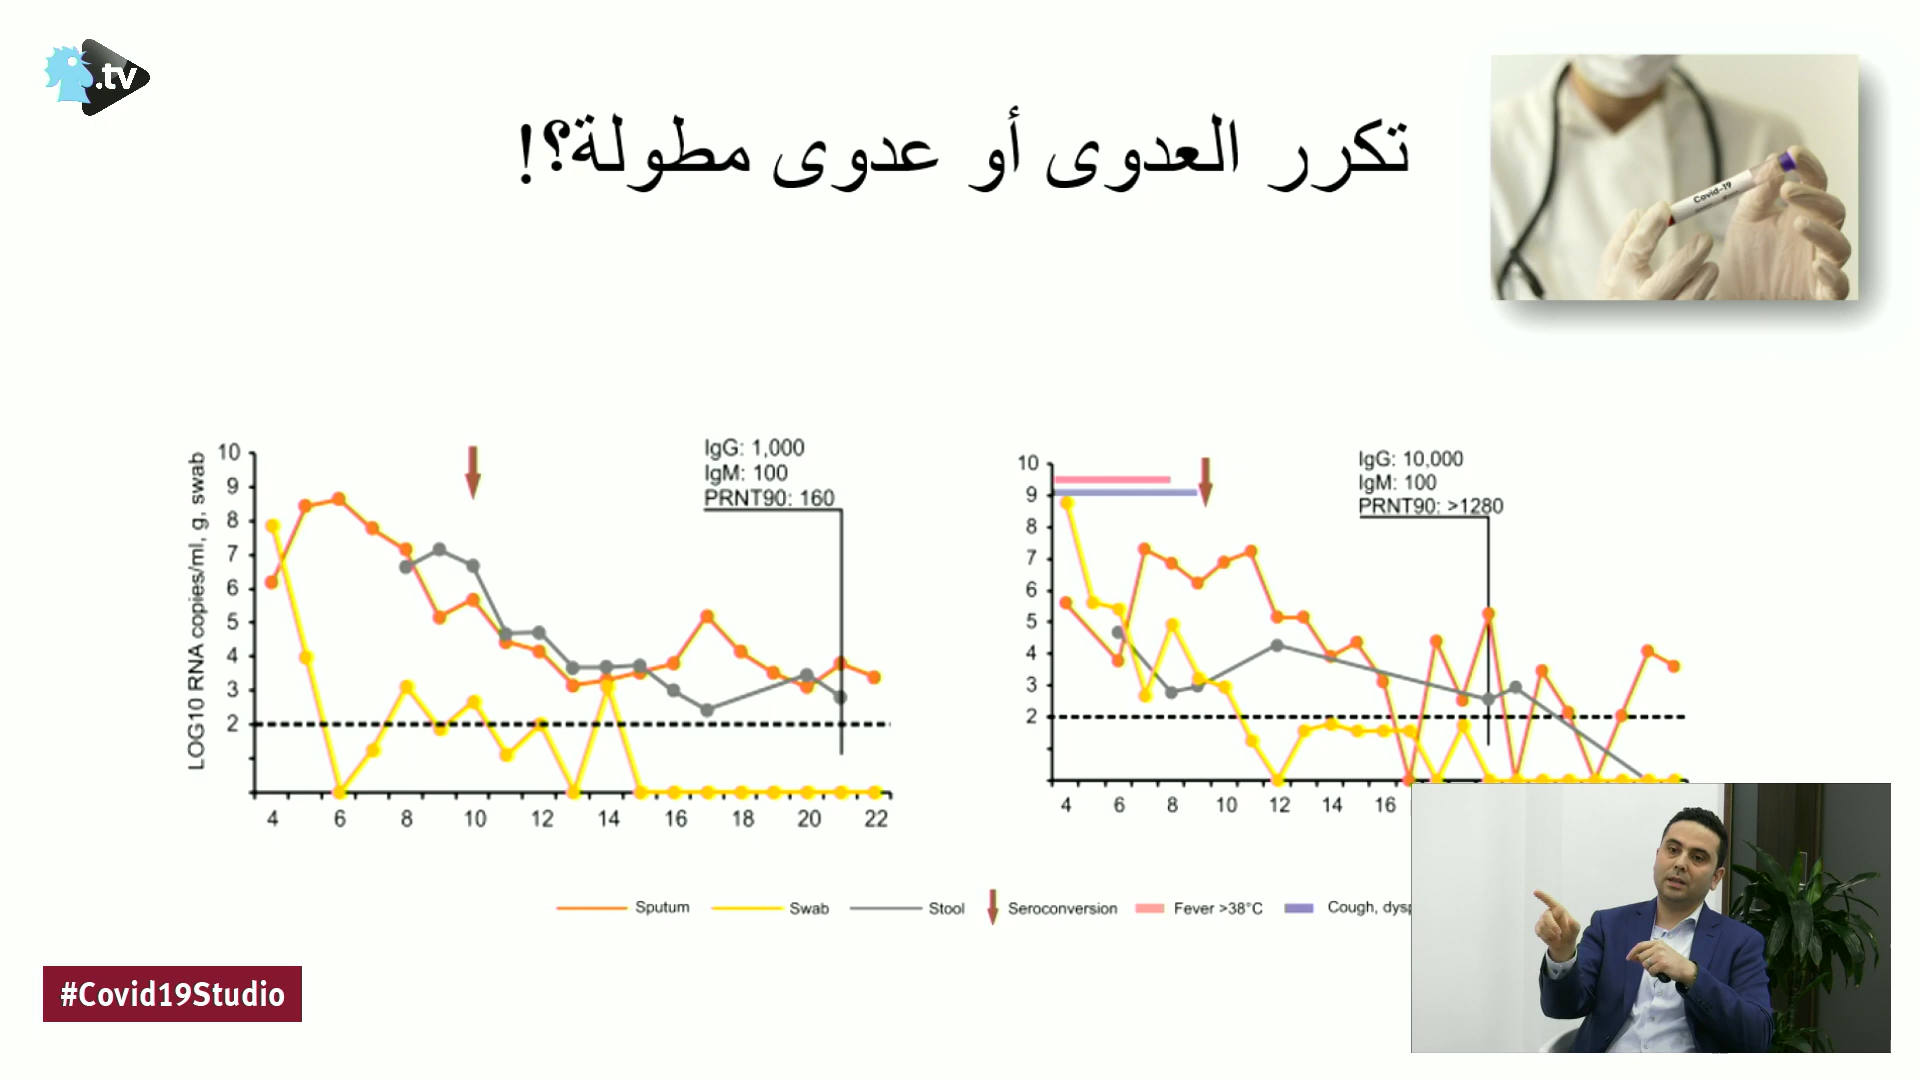 .tv
تكرر العدوى أو عدوى مطولة؟!
Covid-19
LOG10 RNA copies/ml, g, swab
10
9
8
7
6
5
4
3
2
IgG: 1,000
IgM: 100
PRNT90: 160
4 6 8 10 12 14 16 18 20 22
10
9
8
7
6
5
4
3
2
IgG: 10,000
IgM: 100
PRNT90: >1280
4 6 8 10 12 14 16
Sputum Swab Stool Seroconversion Fever >38°C Cough,
#Covid19Studio